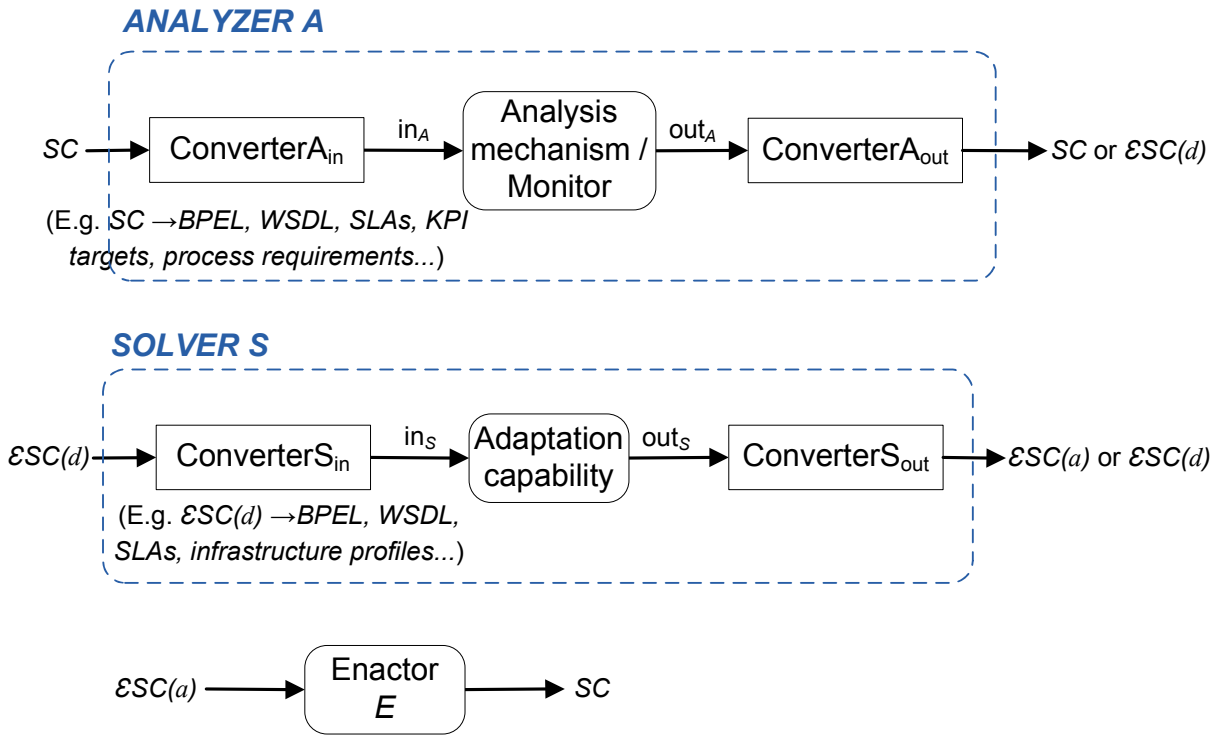 ANALYZER A
SC
ConverterA_in
in_A
Analysis
mechanism /
Monitor
out_A
ConverterA_out
SC or ƐSC(d)
(E.g. SC →BPEL, WSDL, SLAs, KPI
targets, process requirements...)
SOLVER S
ƐSC(d)
ConverterS_in
in_S
Adaptation
capability
out_S
ConverterS_out
ƐSC(a) or ƐSC(d)
(E.g. ƐSC(d) →BPEL, WSDL,
SLAs, infrastructure profiles...)
ƐSC(a)
Enactor
E
SC